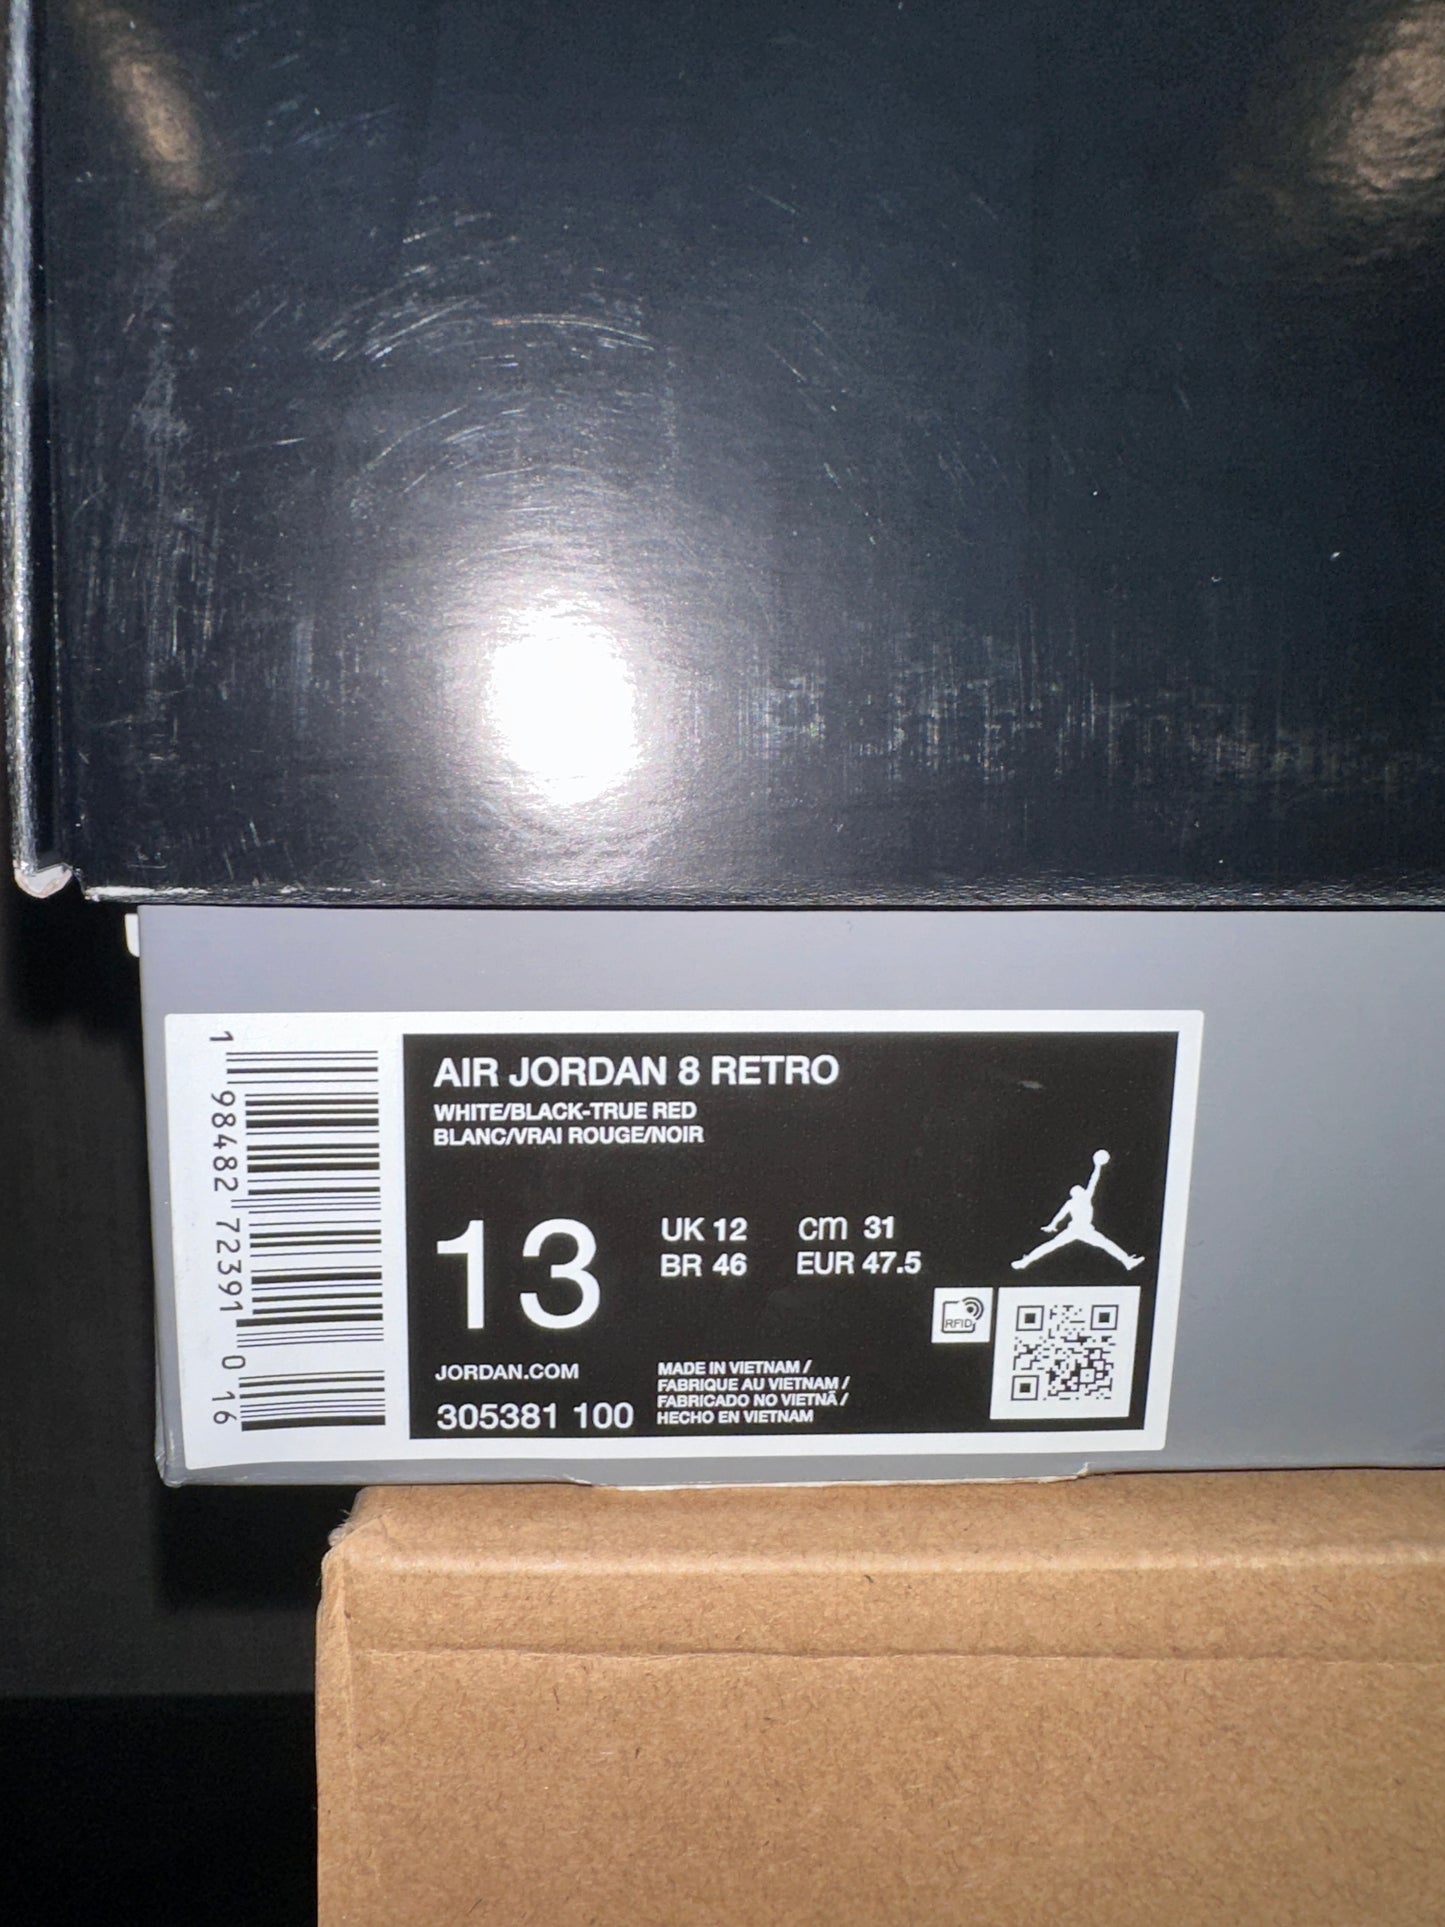 1 98482 72391 0 16
AIR JORDAN 8 RETRO
WHITE/BLACK-TRUE RED
BLANC/VRAI ROUGE/NOIR
13
UK 12 cm 31
BR 46 EUR 47.5
RFID
JORDAN.COM
305381 100
MADE IN VIETNAM /
FABRIQUE AU VIETNAM /
FABRICADO NO VIETNÃ /
HECHO EN VIETNAM